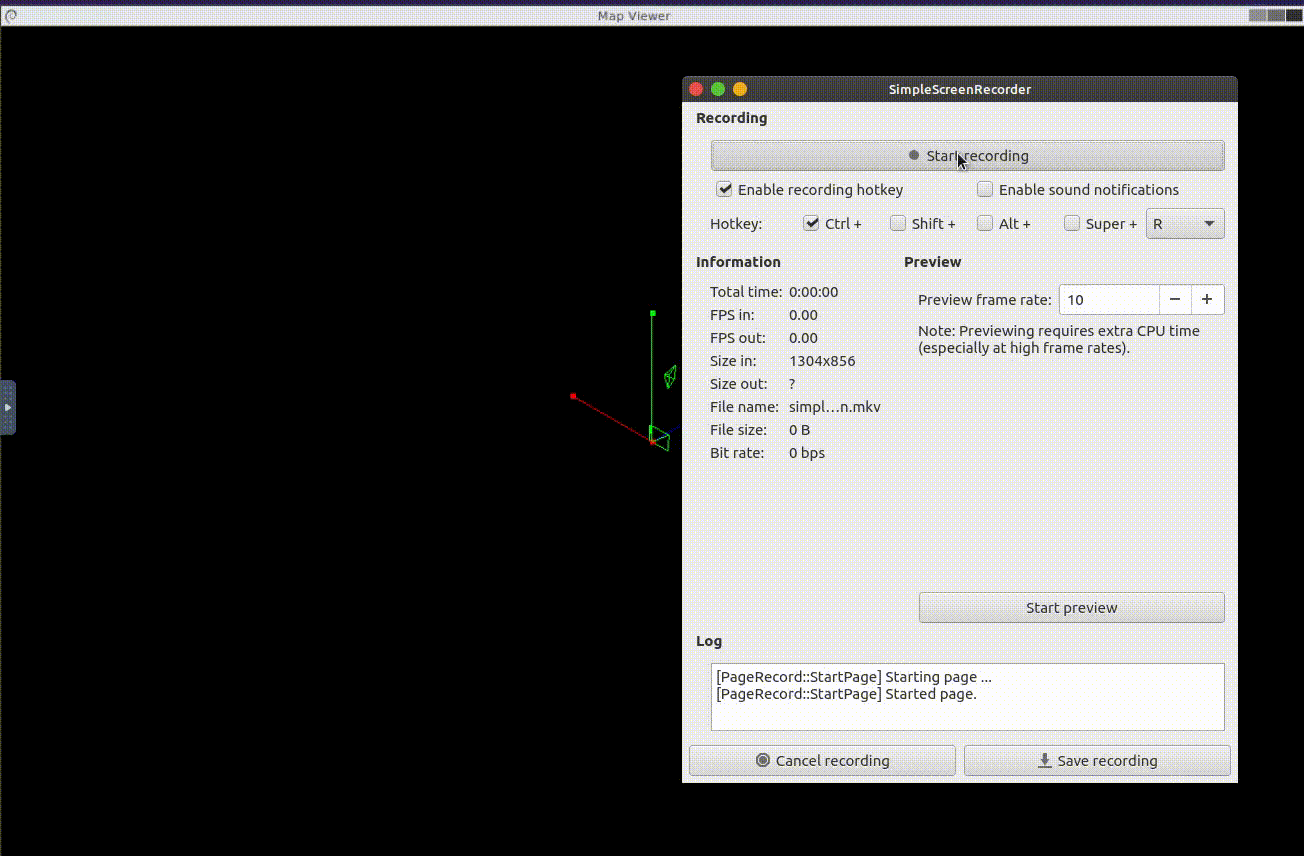 Map Viewer
SimpleScreenRecorder
Recording
Start recording
Enable recording hotkey
Enable sound notifications
Hotkey: Ctrl + Shift + Alt + Super + R
Information
Preview
Total time: 0:00:00
FPS in: 0.00
FPS out: 0.00
Size in: 1304x856
Size out: ?
File name: simpl...n.mkv
File size: 0 B
Bit rate: 0 bps
Preview frame rate: 10 − +
Note: Previewing requires extra CPU time
(especially at high frame rates).
Start preview
Log
[PageRecord::StartPage] Starting page ...
[PageRecord::StartPage] Started page.
Cancel recording
Save recording